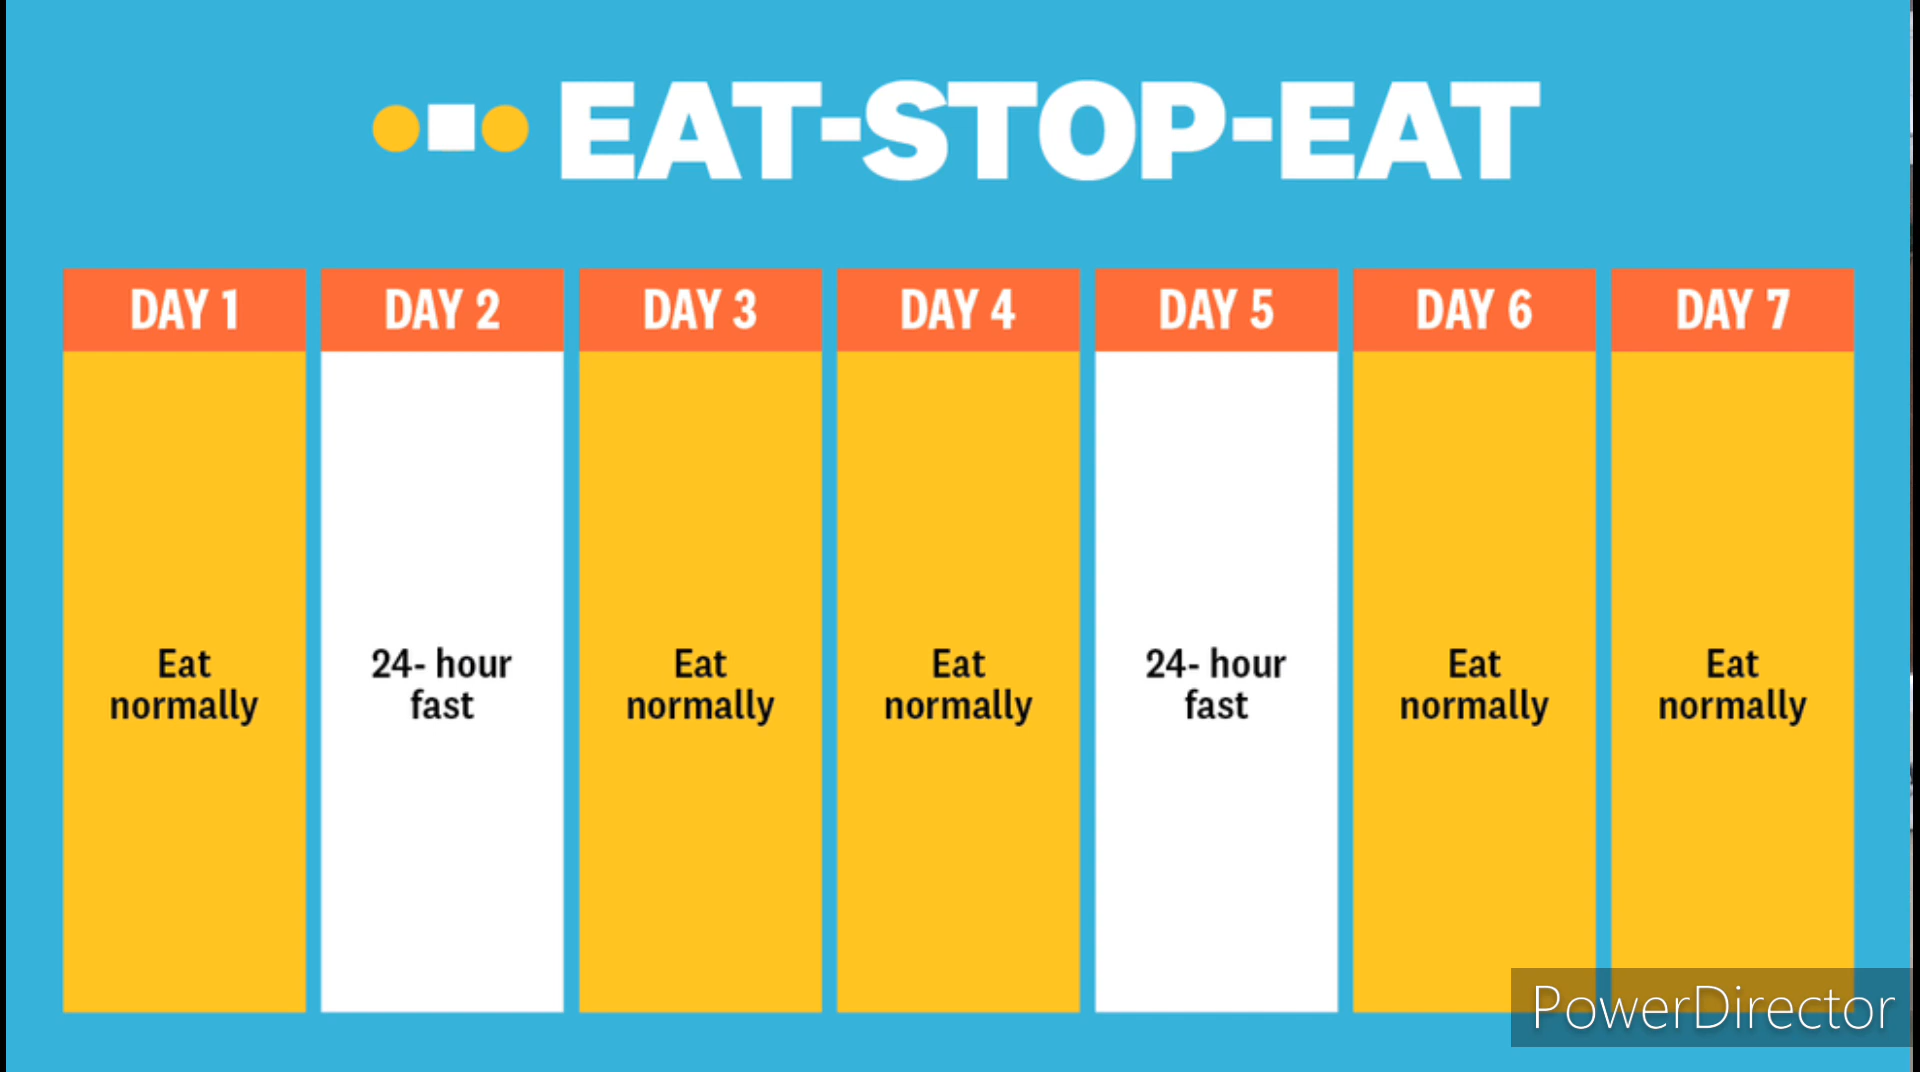 EAT-STOP-EAT
DAY 1
Eat
normally
DAY 2
24- hour
fast
DAY 3
Eat
normally
DAY 4
Eat
normally
DAY 5
24- hour
fast
DAY 6
Eat
normally
DAY 7
Eat
normally
PowerDirector